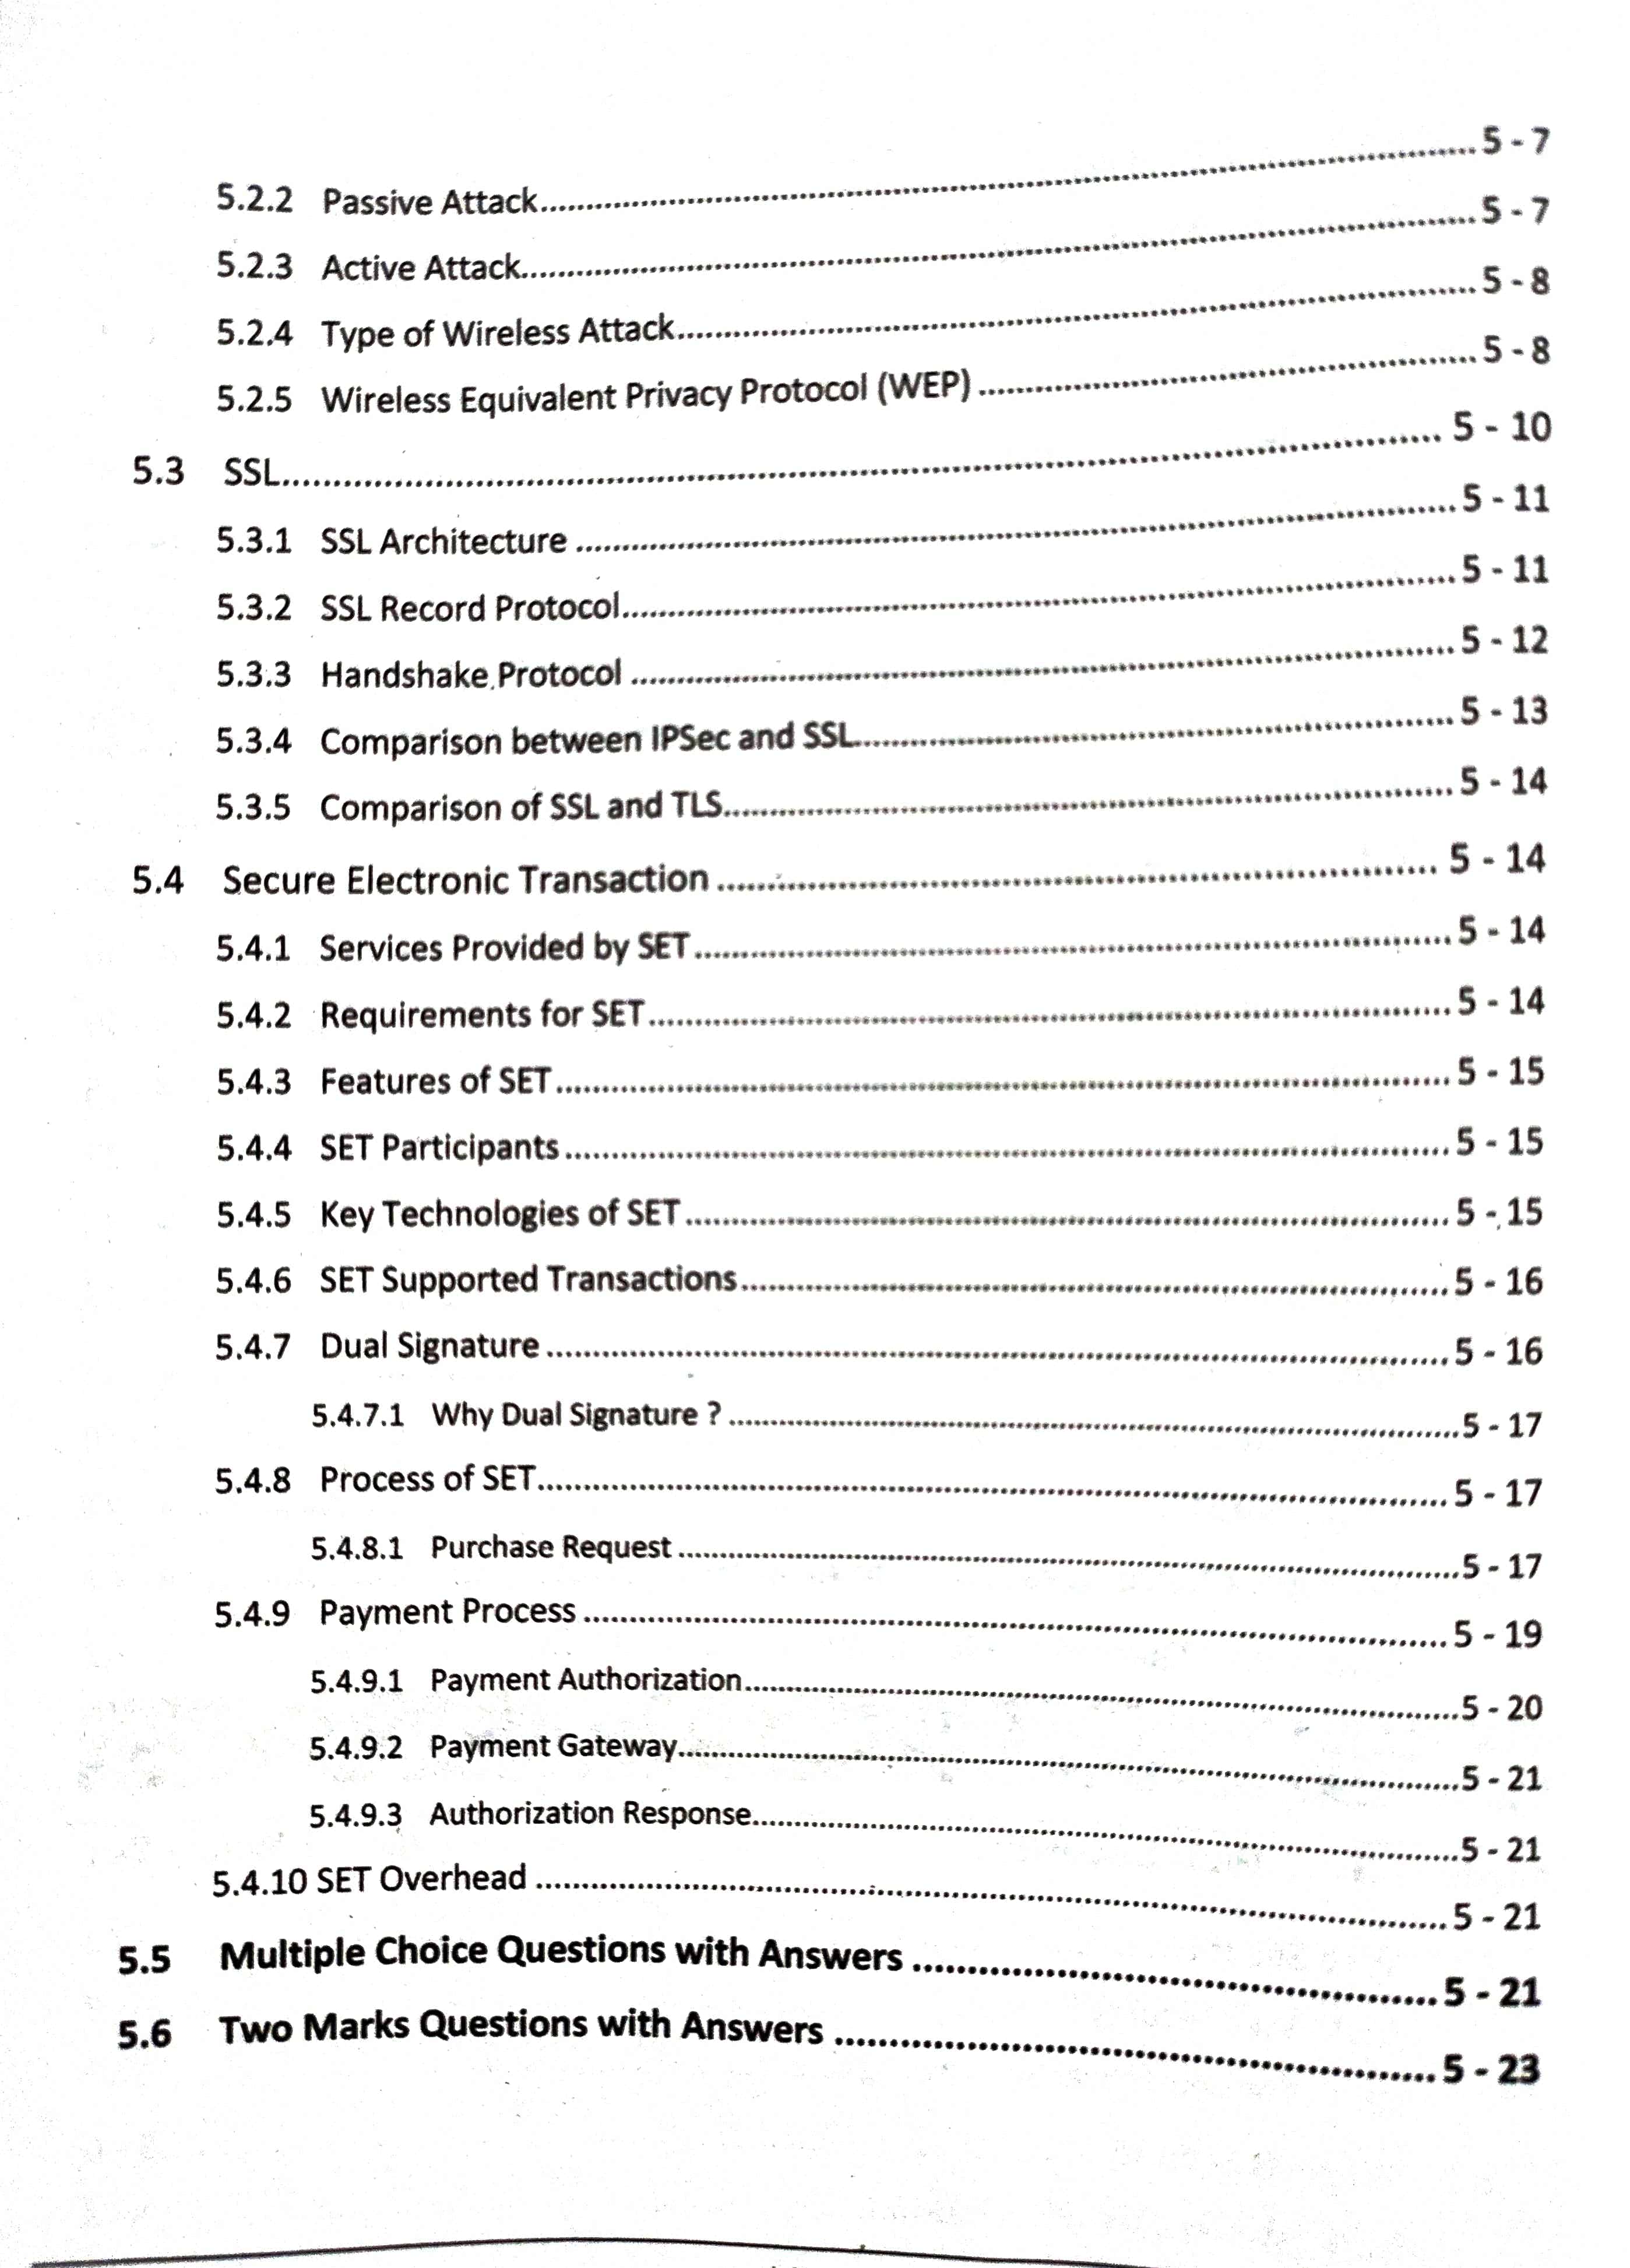 5.2.2 Passive Attack..........5 - 7
5.2.3 Active Attack..........5 - 7
5.2.4 Type of Wireless Attack..........5 - 8
5.2.5 Wireless Equivalent Privacy Protocol (WEP)..........5 - 8
5.3 SSL..........5 - 10
5.3.1 SSL Architecture..........5 - 11
5.3.2 SSL Record Protocol..........5 - 11
5.3.3 Handshake Protocol..........5 - 12
5.3.4 Comparison between IPSec and SSL..........5 - 13
5.3.5 Comparison of SSL and TLS..........5 - 14
5.4 Secure Electronic Transaction..........5 - 14
5.4.1 Services Provided by SET..........5 - 14
5.4.2 Requirements for SET..........5 - 14
5.4.3 Features of SET..........5 - 15
5.4.4 SET Participants..........5 - 15
5.4.5 Key Technologies of SET..........5 - 15
5.4.6 SET Supported Transactions..........5 - 16
5.4.7 Dual Signature..........5 - 16
5.4.7.1 Why Dual Signature ?..........5 - 17
5.4.8 Process of SET..........5 - 17
5.4.8.1 Purchase Request..........5 - 17
5.4.9 Payment Process..........5 - 19
5.4.9.1 Payment Authorization..........5 - 20
5.4.9.2 Payment Gateway..........5 - 21
5.4.9.3 Authorization Response..........5 - 21
5.4.10 SET Overhead..........5 - 21
5.5 Multiple Choice Questions with Answers..........5 - 21
5.6 Two Marks Questions with Answers..........5 - 23